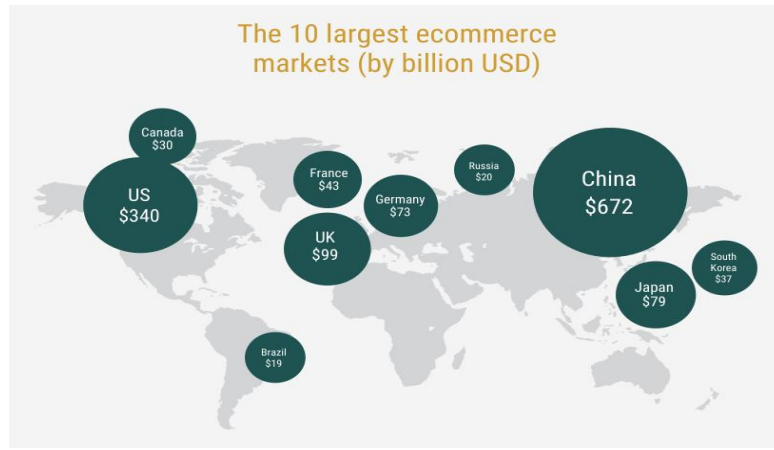 The 10 largest ecommerce
markets (by billion USD)
Canada
$30
US
$340
France
$43
Germany
$73
UK
$99
Russia
$20
China
$672
South
Korea
$37
Japan
$79
Brazil
$19